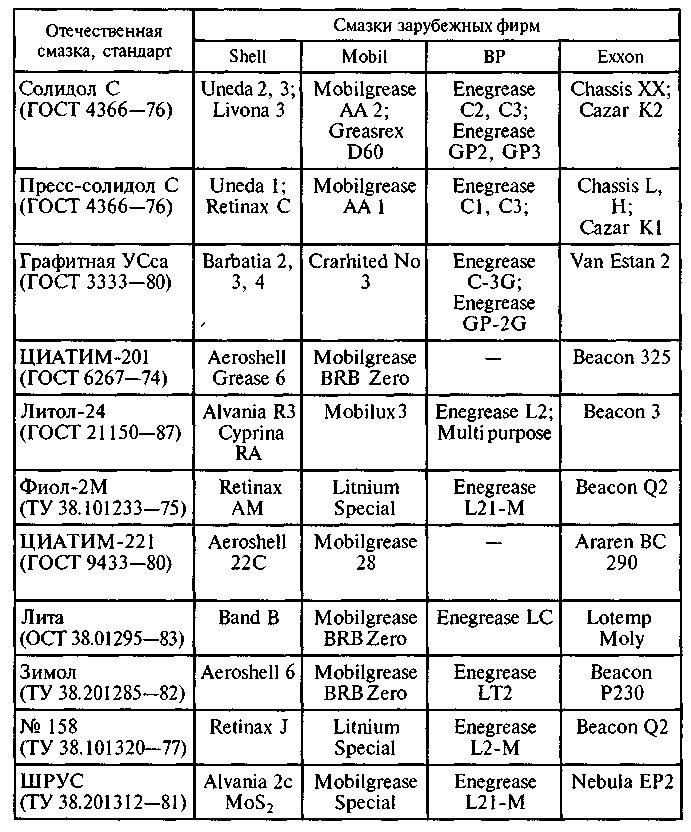 Отечественная смазка, стандарт
Смазки зарубежных фирм
Shell Mobil BP Exxon
Солидол С Uneda 2, 3; Mobilgrease Enegrease Chassis XX;
(ГОСТ 4366—76) Livona 3 AA 2; C2, C3; Cazar K2
Greasrex Enegrease
D60 GP2, GP3
Пресс-солидол С Uneda 1; Mobilgrease Enegrease Chassis L,
(ГОСТ 4366—76) Retinax C AA 1 C1, C3; H;
Cazar K1
Графитная УСса Barbatia 2, Crarhited No Enegrease Van Estan 2
(ГОСТ 3333—80) 3, 4 3 C-3G;
Enegrease
GP-2G
ЦИАТИМ-201 Aeroshell Mobilgrease — Beacon 325
(ГОСТ 6267—74) Grease 6 BRB Zero
Литол-24 Alvania R3 Mobilux 3 Enegrease L2; Beacon 3
(ГОСТ 21150—87) Cyprina Multi purpose
RA
Фиол-2М Retinax Litnium Enegrease Beacon Q2
(ТУ 38.101233—75) AM Special L21-M
ЦИАТИМ-221 Aeroshell Mobilgrease — Araren BC
(ГОСТ 9433—80) 22C 28 290
Лита Band B Mobilgrease Enegrease LC Lotemp
(ОСТ 38.01295—83) BRB Zero Moly
Зимол Aeroshell 6 Mobilgrease Enegrease Beacon
(ТУ 38.201285—82) BRB Zero LT2 P230
№ 158 Retinax J Litnium Enegrease Beacon Q2
(ТУ 38.101320—77) Special L2-M
ШРУС Alvania 2c Mobilgrease Enegrease Nebula EP2
(ТУ 38.201312—81) MoS₂ Special L21-M